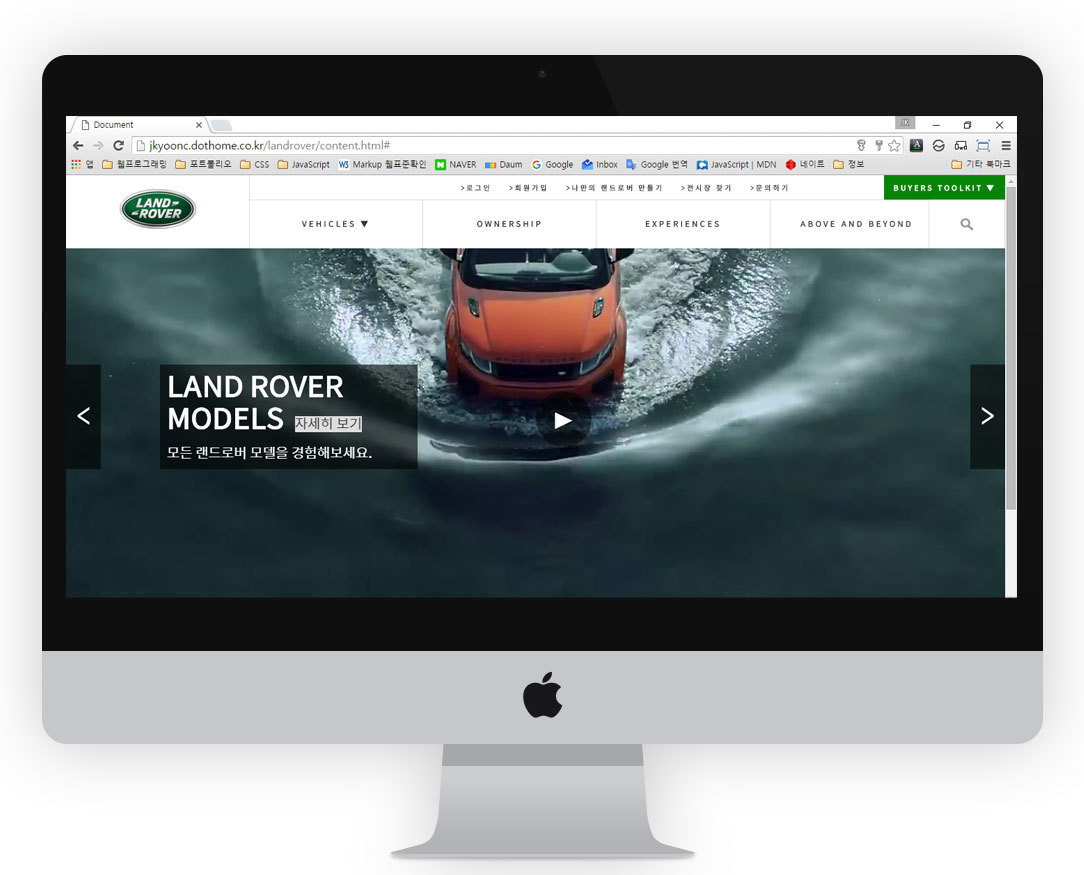 Document
JK
jkyoonc.dothome.co.kr/landrover/content.html#
앱 웹프로그래밍 포트폴리오 CSS JavaScript W3 Markup 웹표준확인 N NAVER Daum G Google Inbox Google 번역 JavaScript | MDN 네이트 정보 기타 북마크
>로그인 >회원가입 >나만의 랜드로버 만들기 >전시장 찾기 >문의하기 BUYERS TOOLKIT ▼
LAND-
-ROVER
VEHICLES ▼ OWNERSHIP EXPERIENCES ABOVE AND BEYOND
RANGE ROVER
< LAND ROVER
MODELS 자세히 보기 >
모든 랜드로버 모델을 경험해보세요.